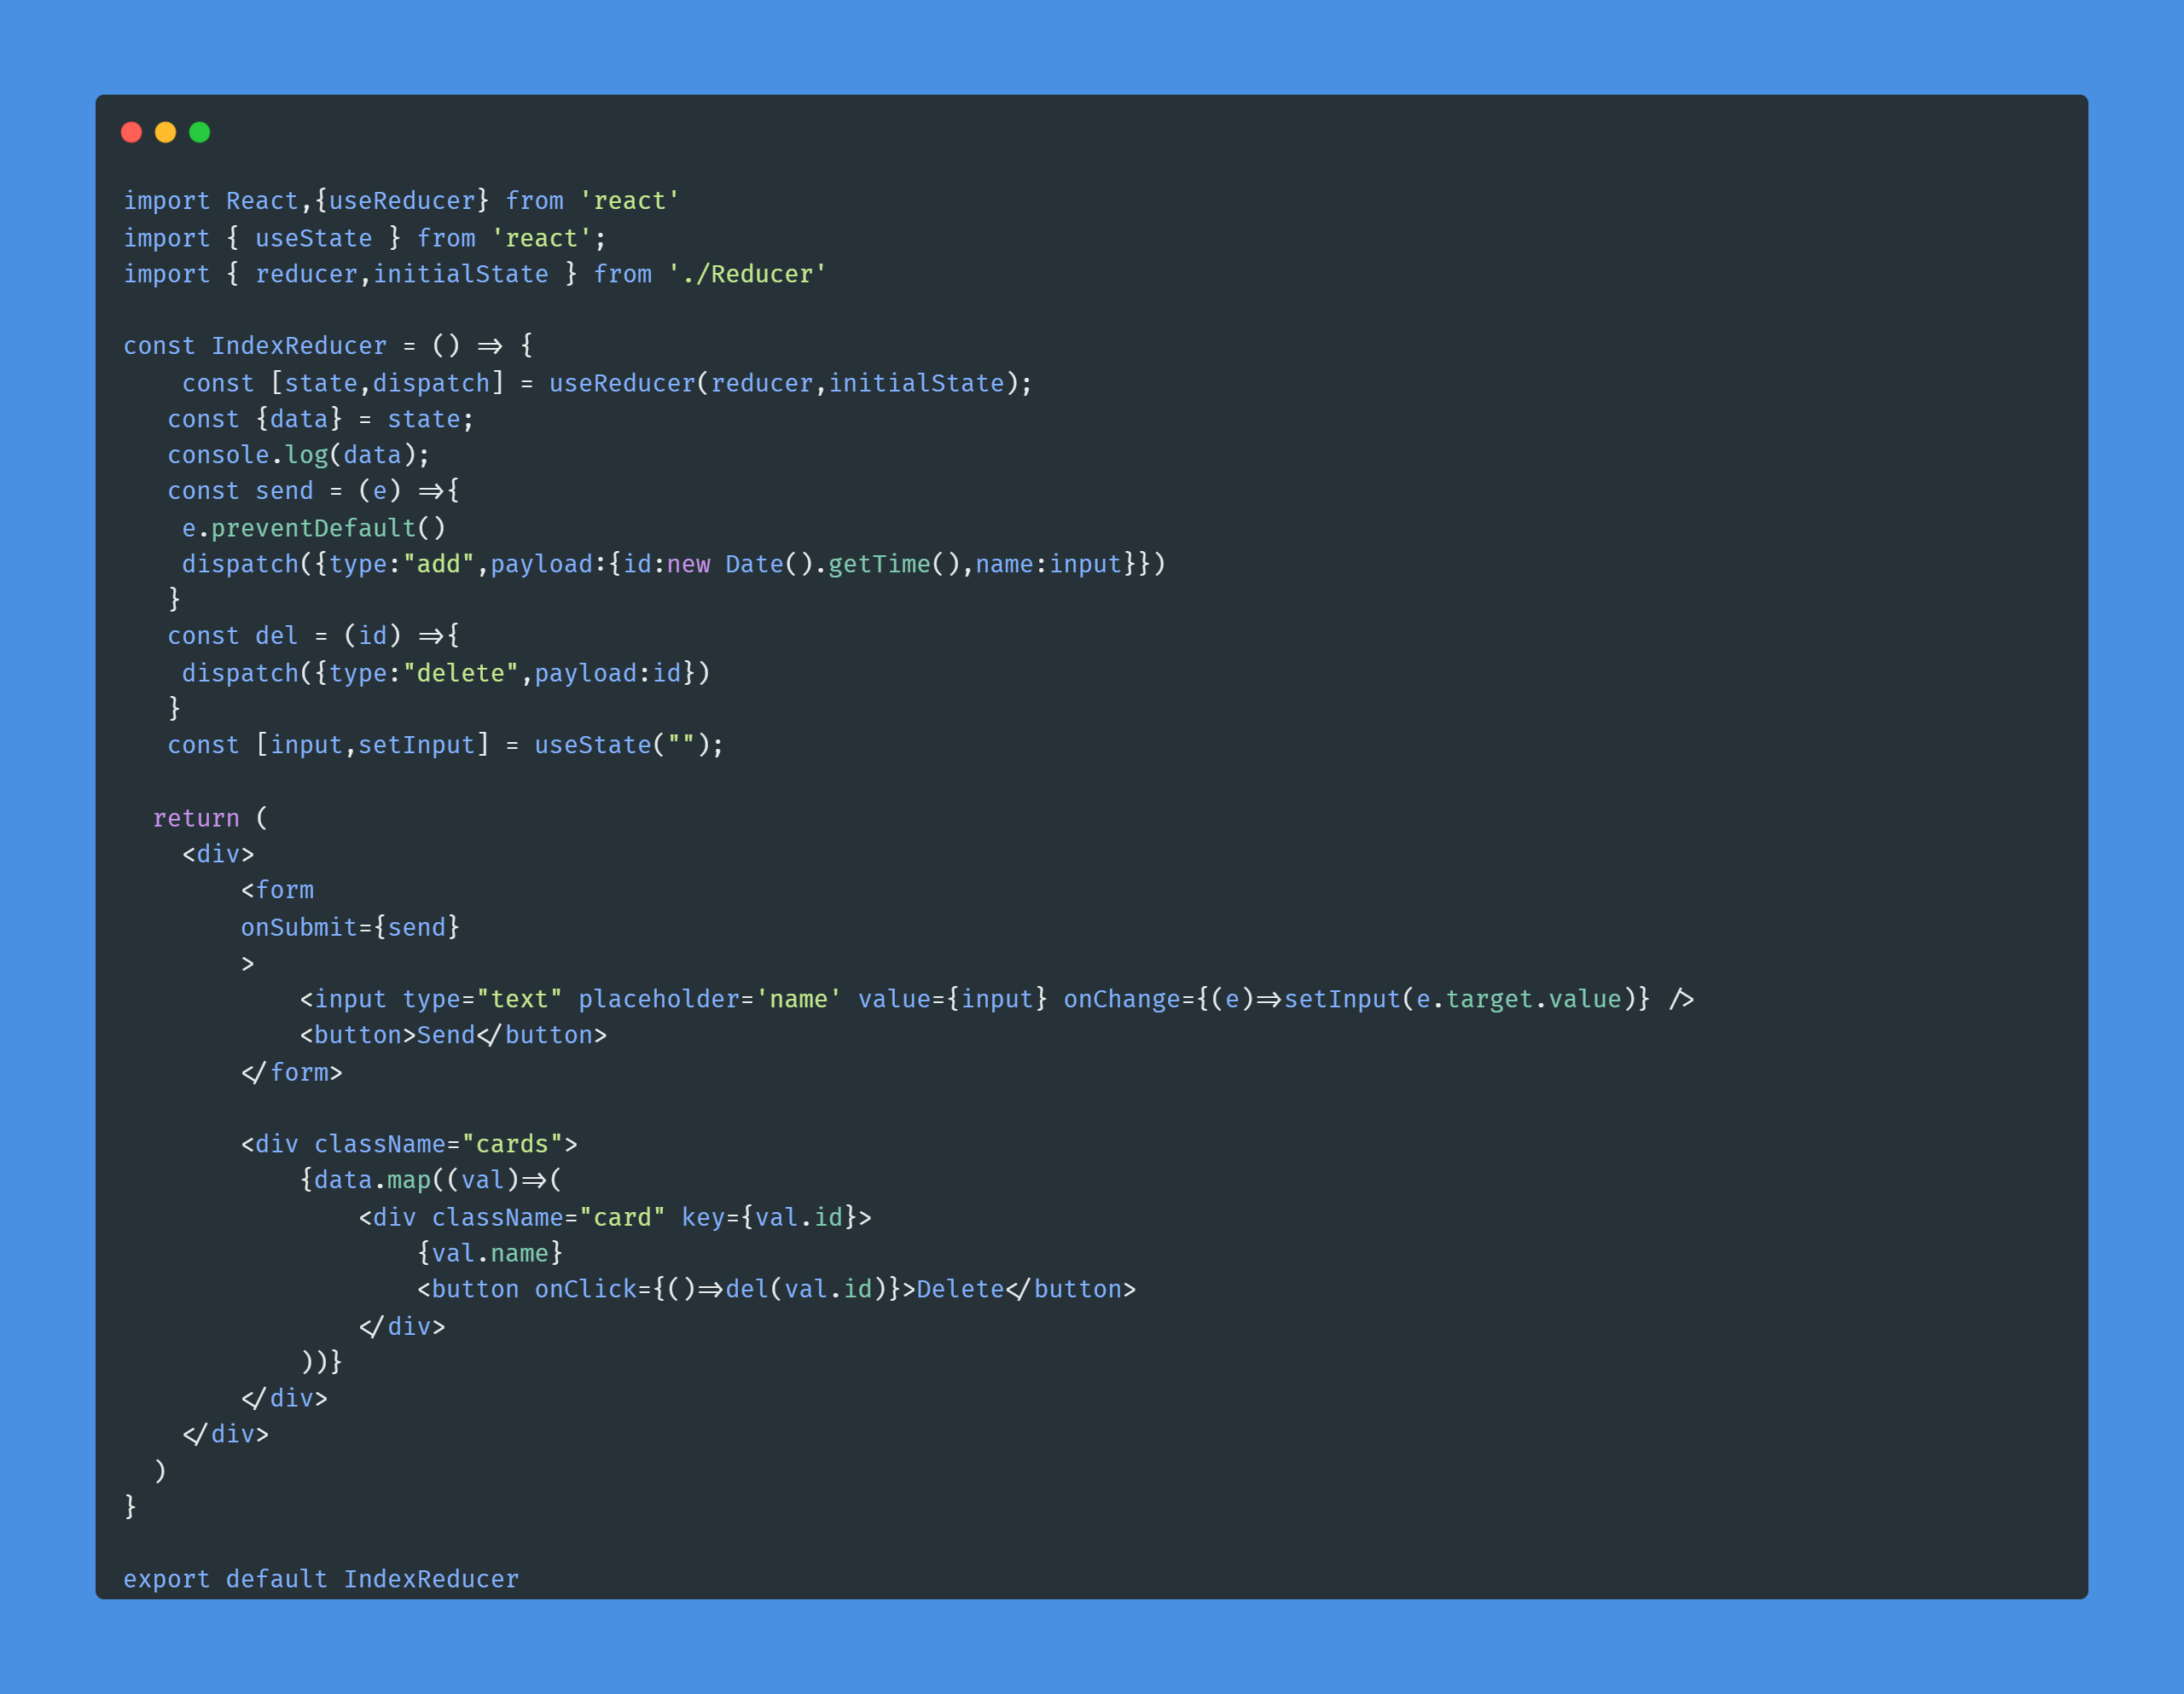 import React,{useReducer} from 'react'
import { useState } from 'react';
import { reducer,initialState } from './Reducer'

const IndexReducer = () => {
    const [state,dispatch] = useReducer(reducer,initialState);
   const {data} = state;
   console.log(data);
   const send = (e) =>{
    e.preventDefault()
    dispatch({type:"add",payload:{id:new Date().getTime(),name:input}})
   }
   const del = (id) =>{
    dispatch({type:"delete",payload:id})
   }
   const [input,setInput] = useState("");

  return (
    <div>
        <form
        onSubmit={send}
        >
            <input type="text" placeholder='name' value={input} onChange={(e)=>setInput(e.target.value)} />
            <button>Send</button>
        </form>

        <div className="cards">
            {data.map((val)=>(
                <div className="card" key={val.id}>
                    {val.name}
                    <button onClick={()=>del(val.id)}>Delete</button>
                </div>
            ))}
        </div>
    </div>
  )
}

export default IndexReducer